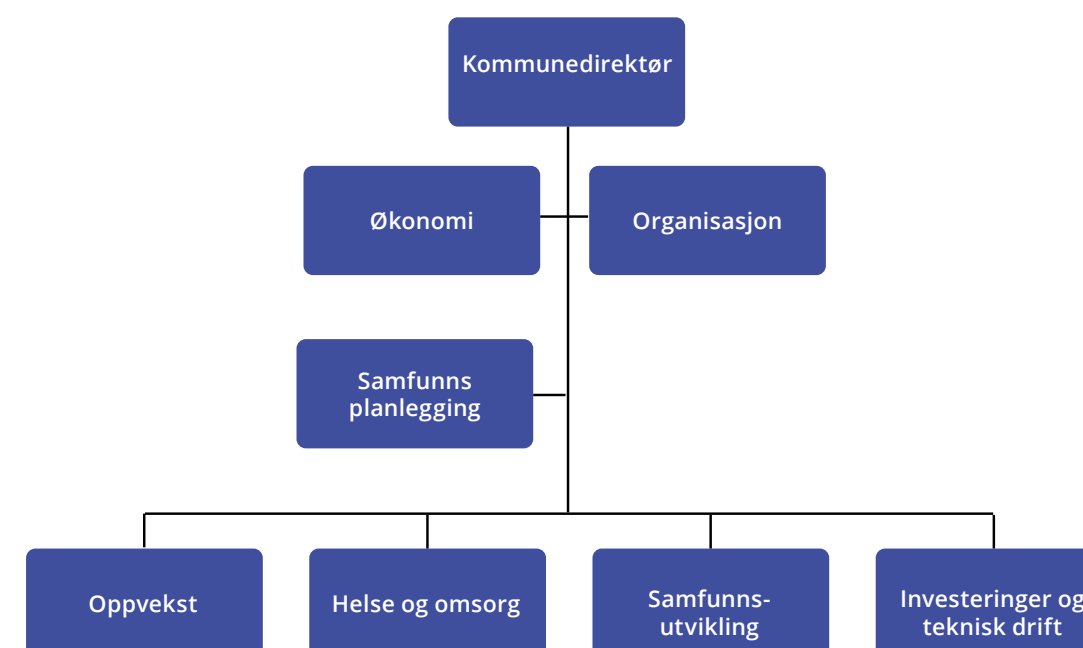 Kommunedirektør
Økonomi
Organisasjon
Samfunns
planlegging
Oppvekst
Helse og omsorg
Samfunns-
utvikling
Investeringer og
teknisk drift